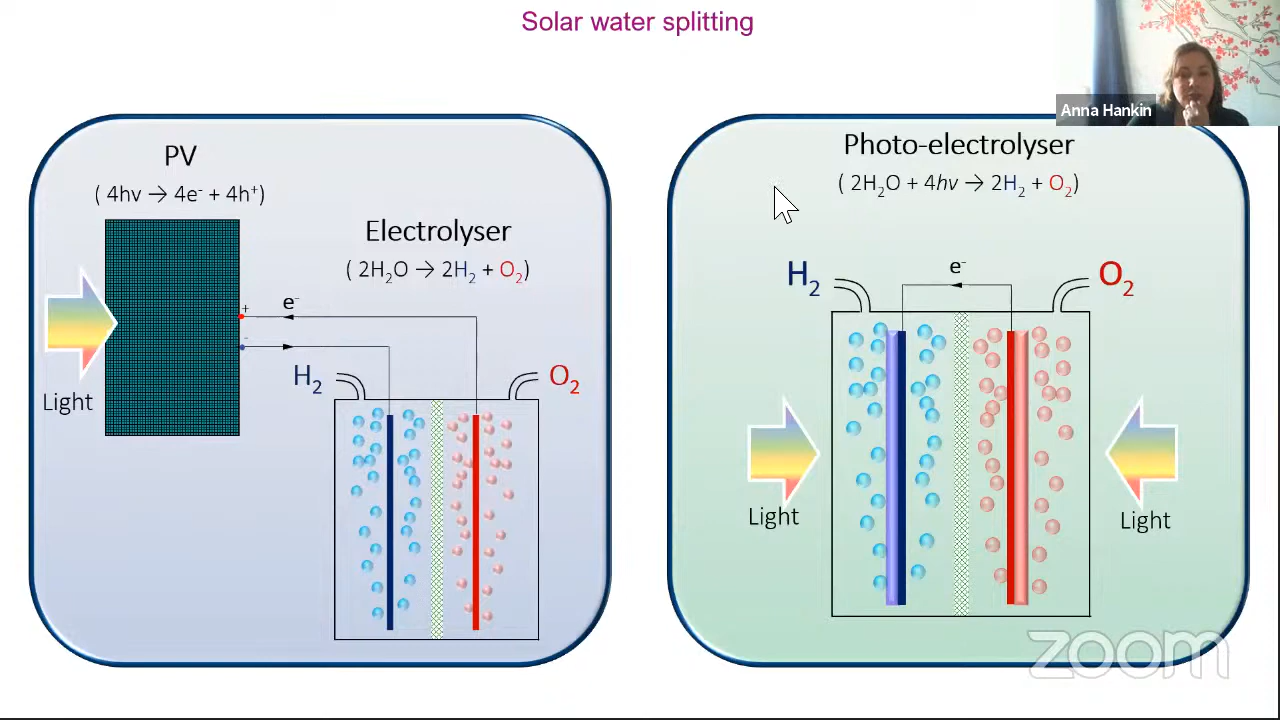 Solar water splitting
Anna Hankin
PV
( 4hv → 4e⁻ + 4h⁺)
Electrolyser
( 2H₂O → 2H₂ + O₂)
+
e⁻
-
H₂
O₂
Light
Photo-electrolyser
( 2H₂O + 4hv → 2H₂ + O₂)
e⁻
H₂
O₂
Light
Light
zoom